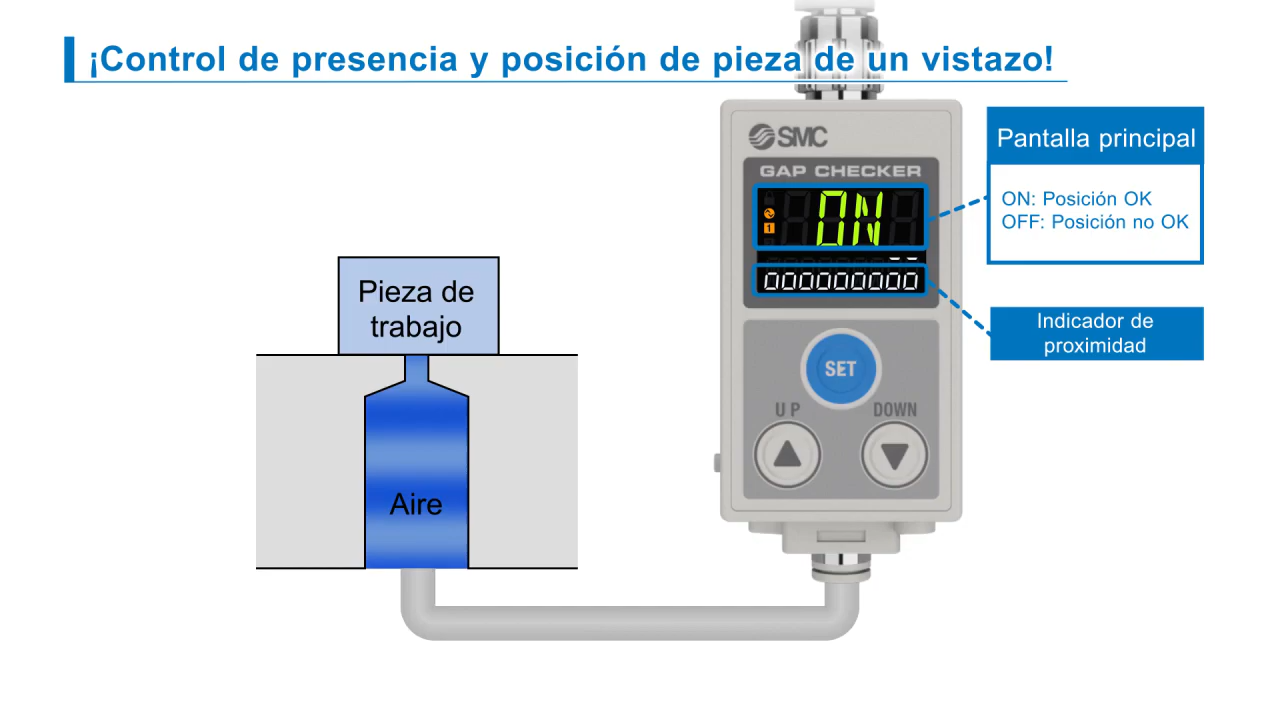 ¡Control de presencia y posición de pieza de un vistazo!
SMC
GAP CHECKER
ON
1
000000000
SET
UP
DOWN
Pantalla principal
ON: Posición OK
OFF: Posición no OK
Indicador de
proximidad
Pieza de
trabajo
Aire